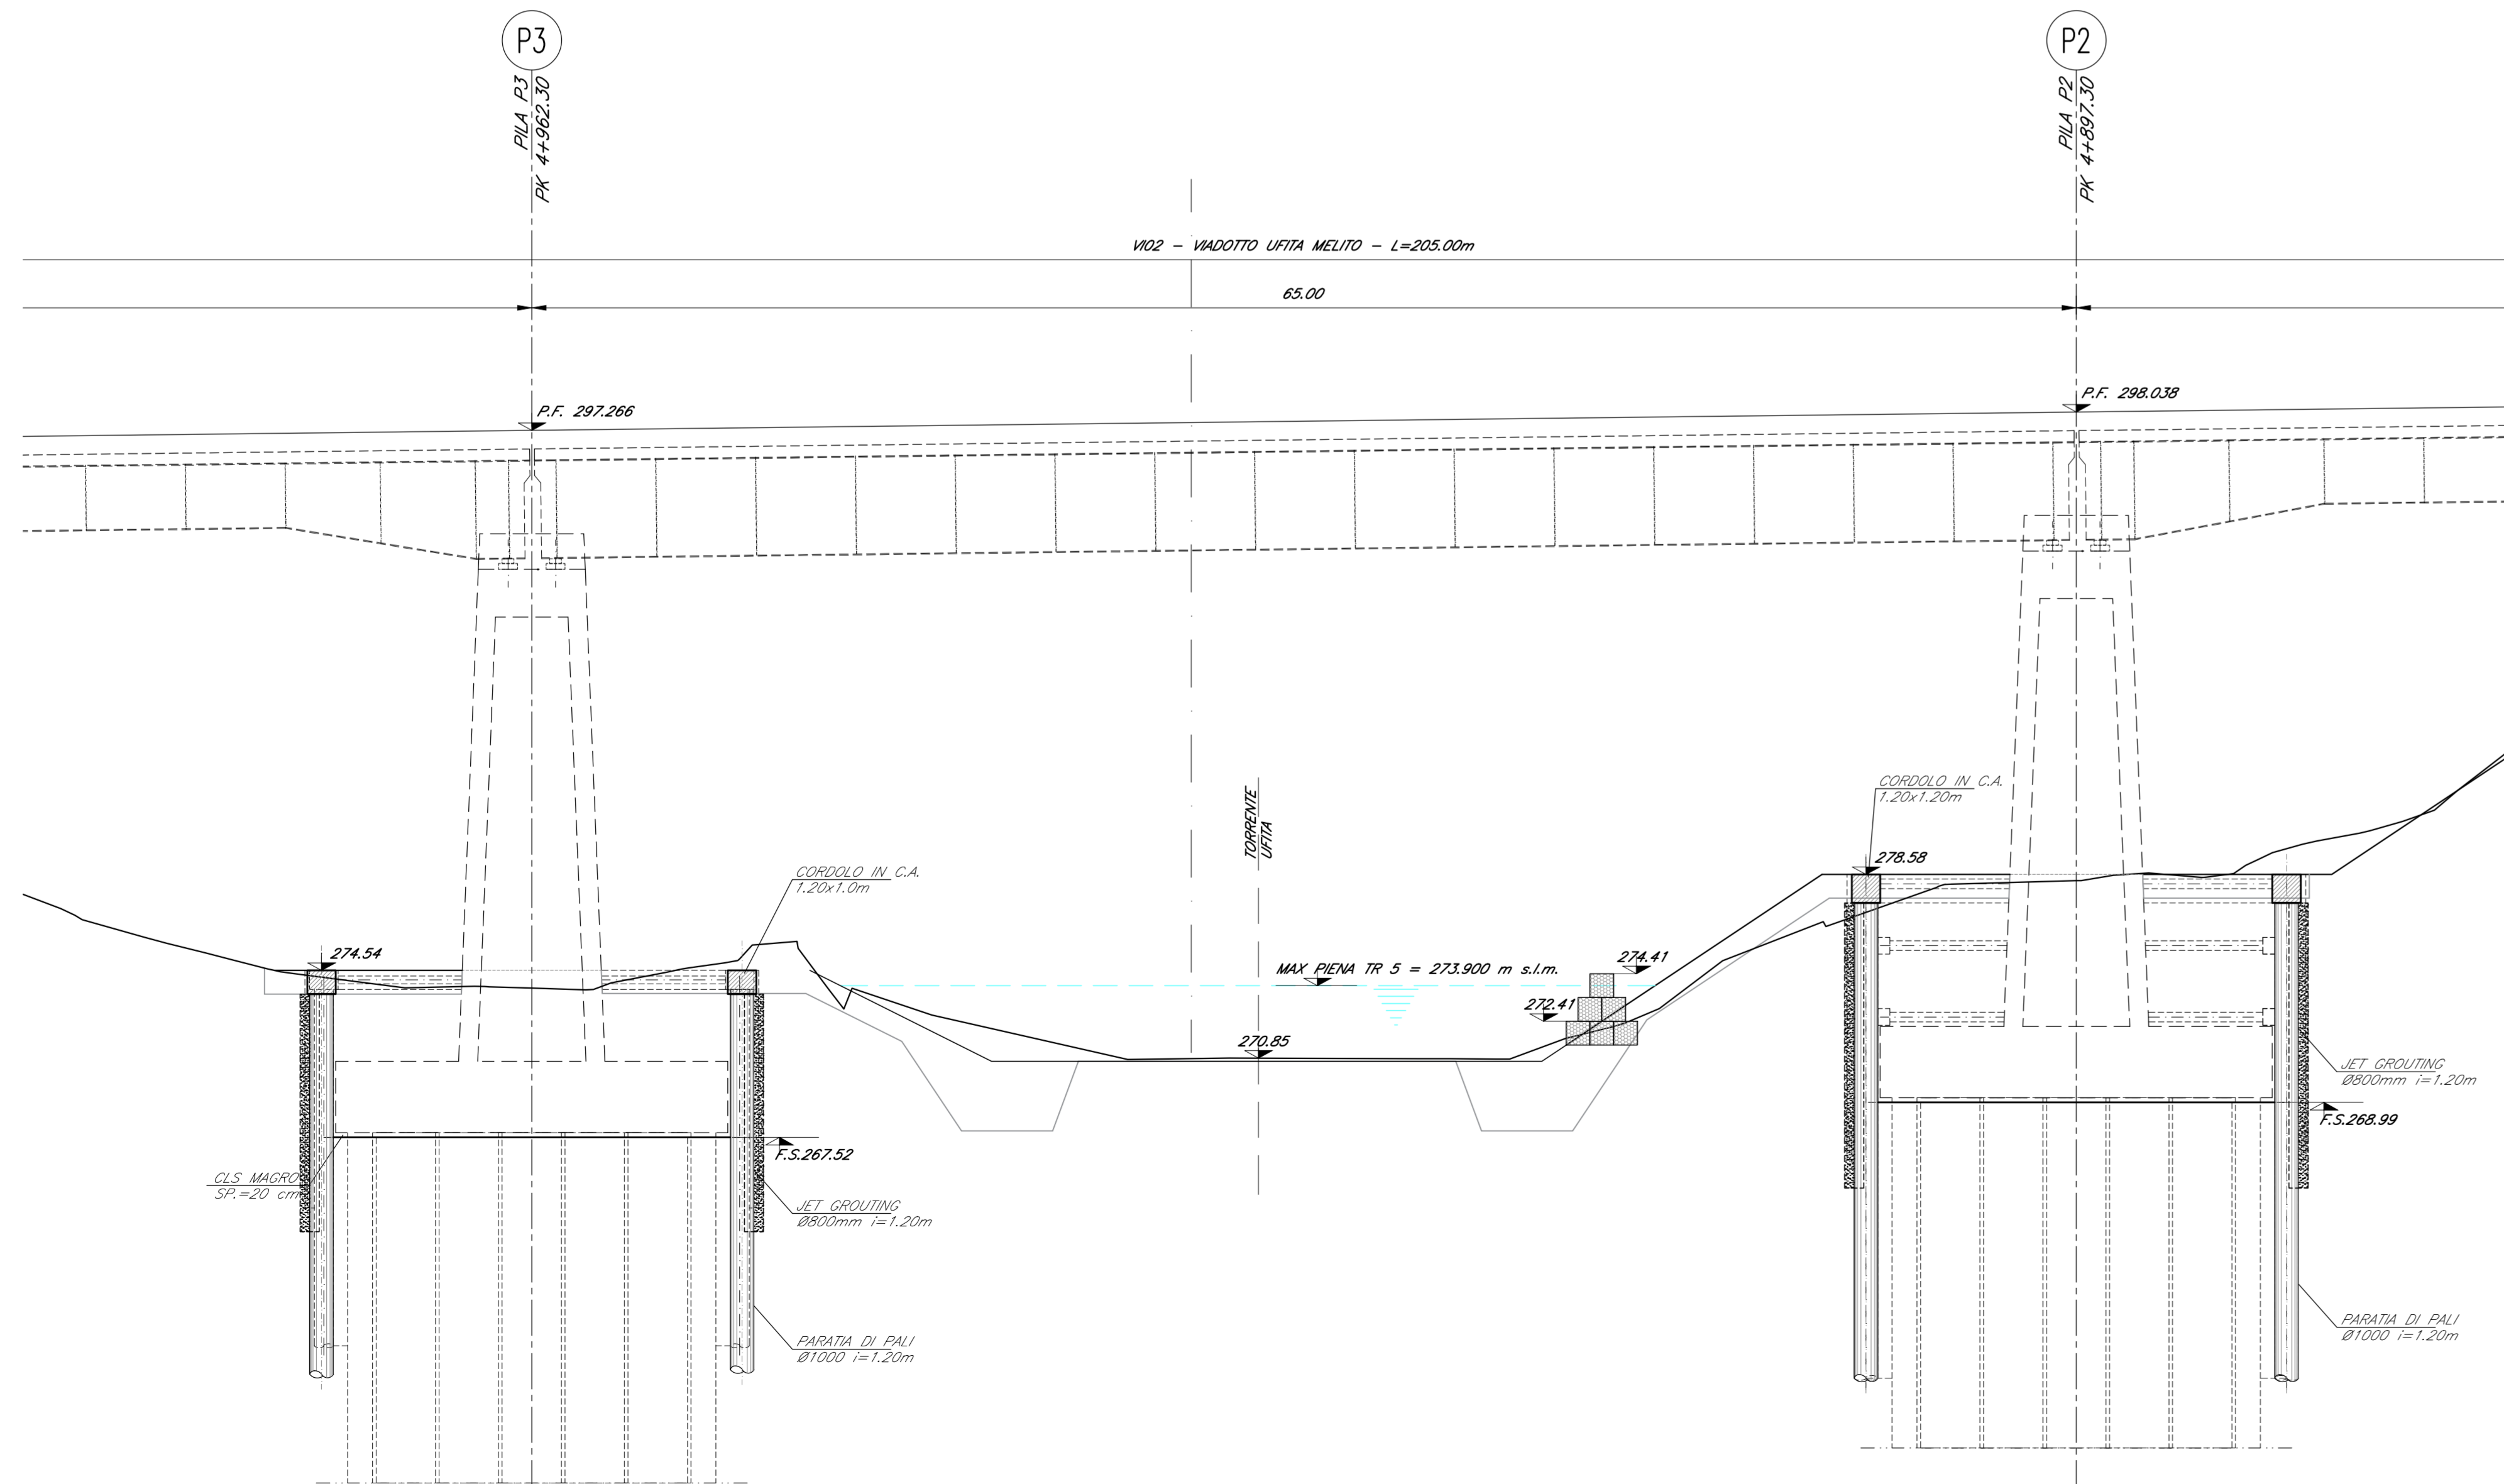 P3
P2
PILA P3
PK 4+962.30
PILA P2
PK 4+897.30
VI02 - VIADOTTO UFITA MELITO - L=205.00m
65.00
P.F. 297.266
P.F. 298.038
TORRENTE
UFITA
CORDOLO IN C.A.
1.20x1.20m
278.58
CORDOLO IN C.A.
1.20x1.0m
274.54
MAX PIENA TR 5 = 273.900 m s.l.m.
274.41
272.41
270.85
JET GROUTING
Ø800mm i=1.20m
F.S.268.99
F.S.267.52
CLS MAGRO
SP.=20 cm
JET GROUTING
Ø800mm i=1.20m
PARATIA DI PALI
Ø1000 i=1.20m
PARATIA DI PALI
Ø1000 i=1.20m